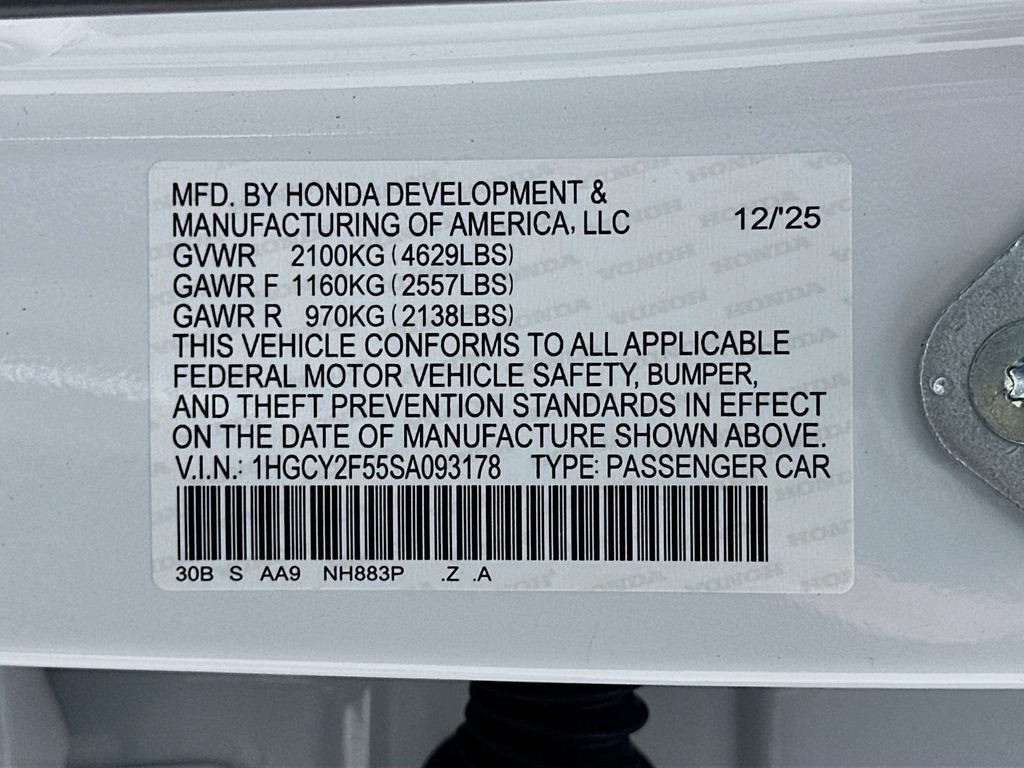 MFD. BY HONDA DEVELOPMENT &
MANUFACTURING OF AMERICA, LLC 12/'25
GVWR 2100KG (4629LBS)
GAWR F 1160KG (2557LBS)
GAWR R 970KG (2138LBS)
THIS VEHICLE CONFORMS TO ALL APPLICABLE
FEDERAL MOTOR VEHICLE SAFETY, BUMPER,
AND THEFT PREVENTION STANDARDS IN EFFECT
ON THE DATE OF MANUFACTURE SHOWN ABOVE.
V.I.N.: 1HGCY2F55SA093178 TYPE: PASSENGER CAR
30B S AA9 NH883P .Z .A